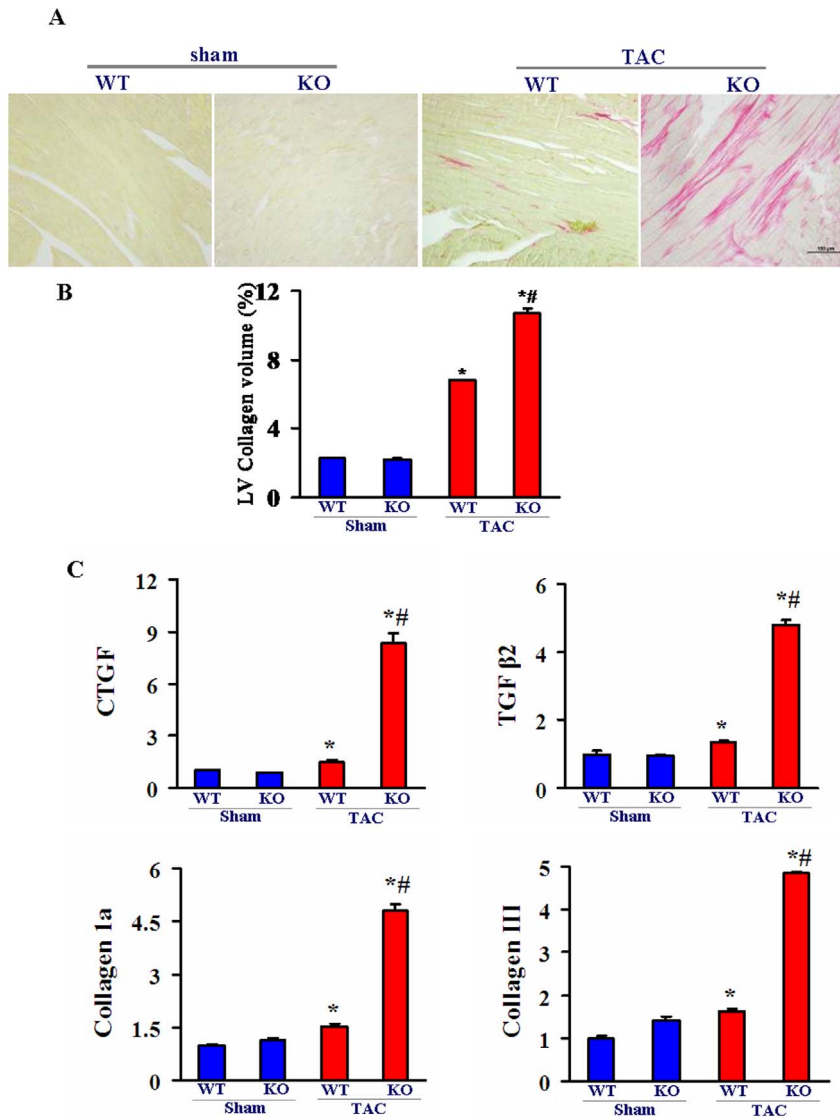 A
sham TAC
WT KO WT KO
100 μm
B
LV Collagen volume (%)
12
8
4
0
* *#
WT KO WT KO
Sham TAC
C
CTGF
12
9
6
3
0
* *#
WT KO WT KO
Sham TAC
TGF β2
6
4
2
0
* *#
WT KO WT KO
Sham TAC
Collagen 1a
6
4.5
3
1.5
0
* *#
WT KO WT KO
Sham TAC
Collagen III
5
4
3
2
1
0
* *#
WT KO WT KO
Sham TAC